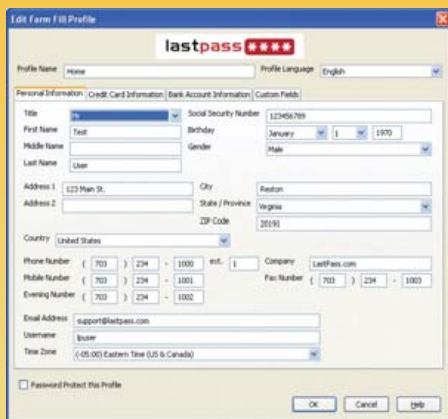 Edit Form Fill Profile
lastpass ****
Profile Name Home Profile Language English
Personal Information Credit Card Information Bank Account Information Custom Fields
Title Mr Social Security Number 123456789
First Name Test Birthday January 1 1970
Middle Name Gender Male
Last Name User
Address 1 123 Main St. City Reston
Address 2 State / Province Virginia
ZIP Code 20191
Country United States
Phone Number ( 703 ) 234 - 1000 ext. 1 Company LastPass.com
Mobile Number ( 703 ) 234 - 1001 Fax Number ( 703 ) 234 - 1003
Evening Number ( 703 ) 234 - 1002
Email Address support@lastpass.com
Username lpuser
Time Zone (-05:00) Eastern Time (US & Canada)
Password Protect this Profile
OK Cancel Help